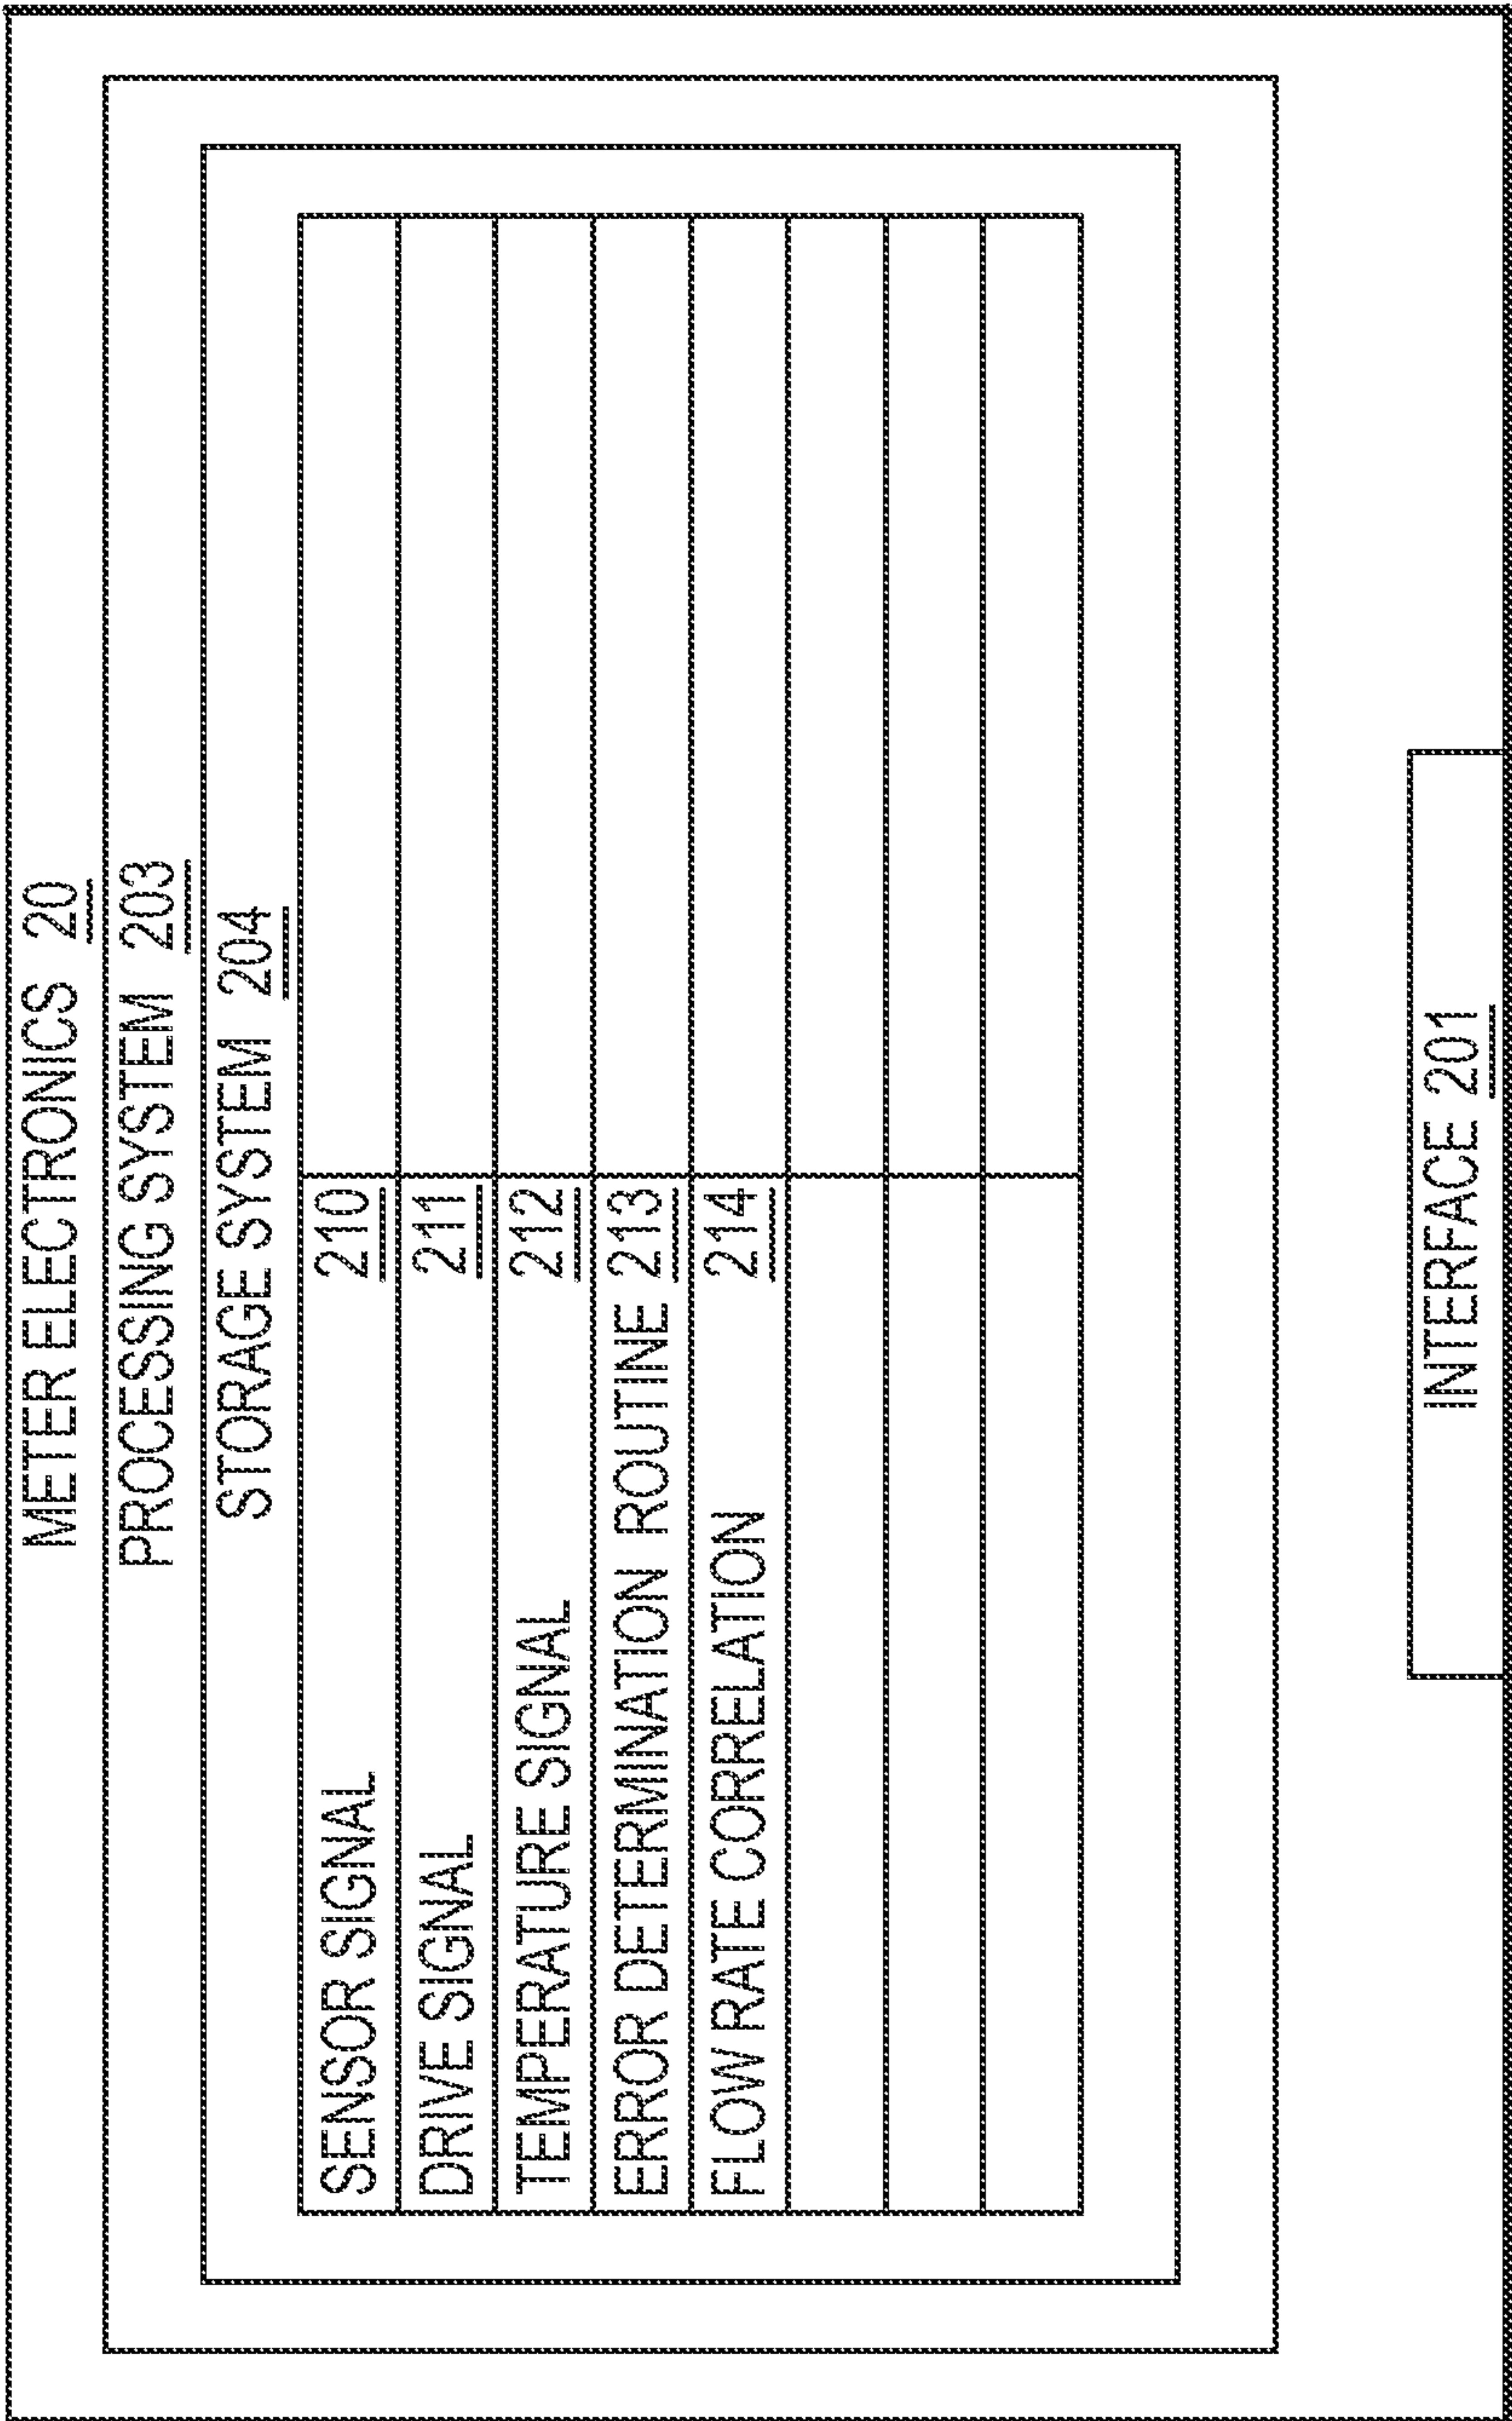 METER ELECTRONICS 20
PROCESSING SYSTEM 203
STORAGE SYSTEM 204
SENSOR SIGNAL 210
DRIVE SIGNAL 211
TEMPERATURE SIGNAL 212
ERROR DETERMINATION ROUTINE 213
FLOW RATE CORRELATION 214
INTERFACE 201